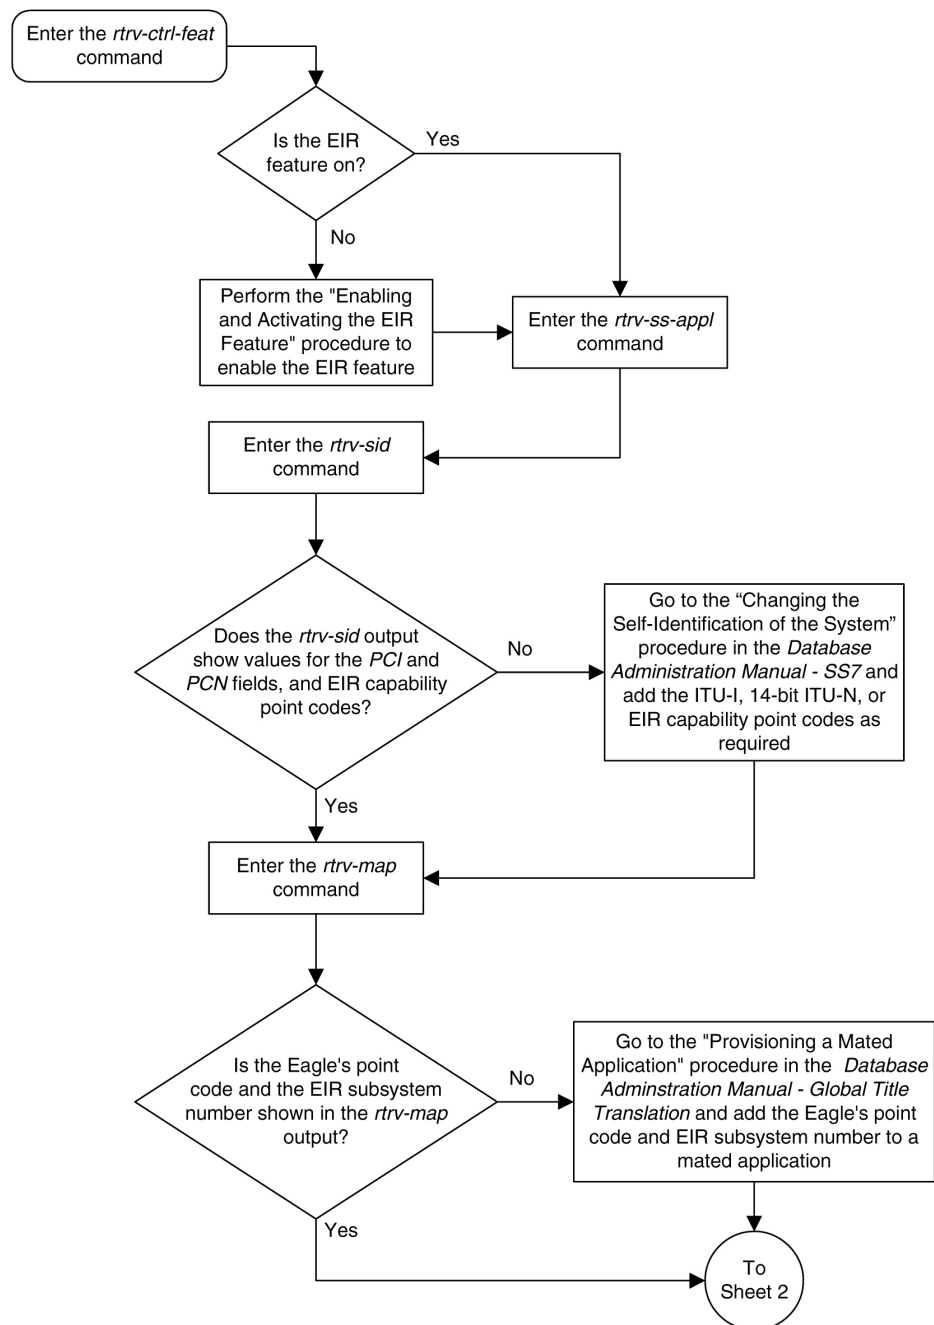 Enter the rtrv-ctrl-feat
command
Is the EIR
feature on?
Yes
No
Perform the "Enabling
and Activating the EIR
Feature" procedure to
enable the EIR feature
Enter the rtrv-ss-appl
command
Enter the rtrv-sid
command
Does the rtrv-sid output
show values for the PCI and
PCN fields, and EIR capability
point codes?
No
Go to the “Changing the
Self-Identification of the System”
procedure in the Database
Administration Manual - SS7 and
add the ITU-I, 14-bit ITU-N, or
EIR capability point codes as
required
Yes
Enter the rtrv-map
command
Is the Eagle's point
code and the EIR subsystem
number shown in the rtrv-map
output?
No
Go to the "Provisioning a Mated
Application" procedure in the Database
Adminstration Manual - Global Title
Translation and add the Eagle's point
code and EIR subsystem number to a
mated application
Yes
To
Sheet 2